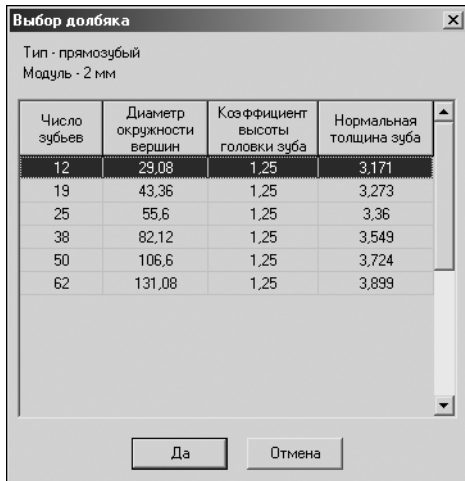 Выбор долбяка
Тип - прямозубый
Модуль - 2 мм
Число зубьев
Диаметр окружности вершин
Коэффициент высоты головки зуба
Нормальная толщина зуба
12 29,08 1,25 3,171
19 43,36 1,25 3,273
25 55,6 1,25 3,36
38 82,12 1,25 3,549
50 106,6 1,25 3,724
62 131,08 1,25 3,899
Да Отмена